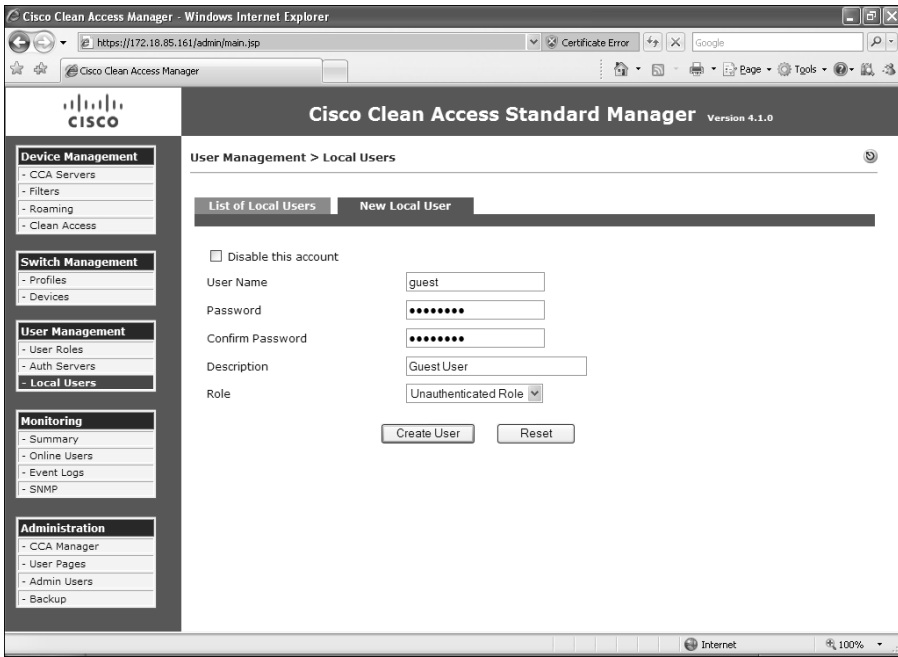 Cisco Clean Access Manager - Windows Internet Explorer
https://172.18.85.161/admin/main.jsp
Certificate Error
Google
Cisco Clean Access Manager
Page
Tools
CISCO
Cisco Clean Access Standard Manager Version 4.1.0
Device Management
- CCA Servers
- Filters
- Roaming
- Clean Access
Switch Management
- Profiles
- Devices
User Management
- User Roles
- Auth Servers
- Local Users
Monitoring
- Summary
- Online Users
- Event Logs
- SNMP
Administration
- CCA Manager
- User Pages
- Admin Users
- Backup
User Management > Local Users
List of Local Users
New Local User
Disable this account
User Name guest
Password ••••••••
Confirm Password ••••••••
Description Guest User
Role Unauthenticated Role
Create User Reset
Internet
100%